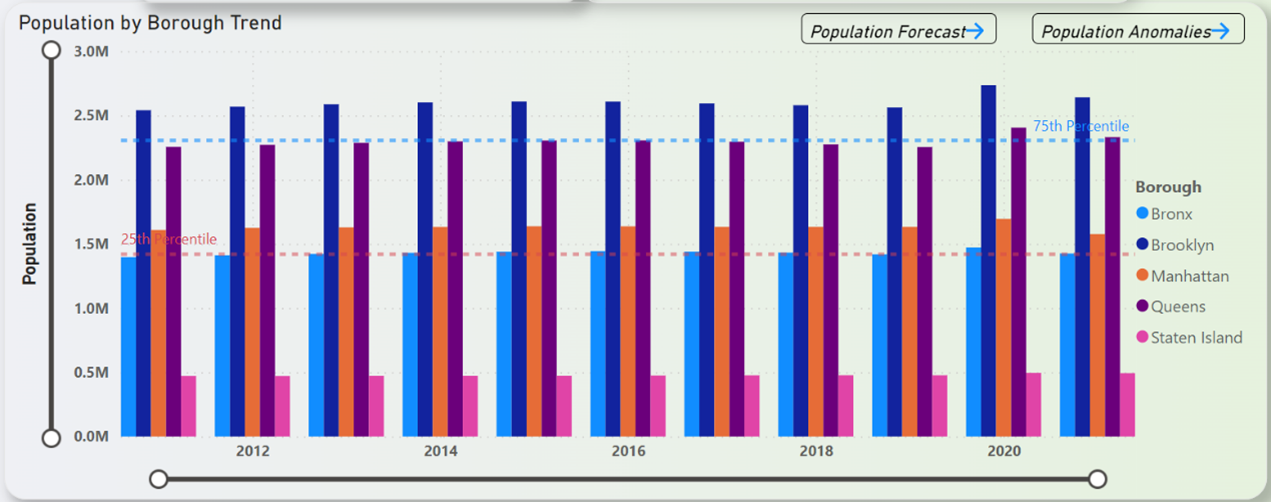 Population by Borough Trend
Population Forecast
Population Anomalies
3.0M
2.5M
75th Percentile
2.0M
Borough
Bronx
25th Percentile
1.5M
Brooklyn
Manhattan
Population
1.0M
Queens
Staten Island
0.5M
0.0M
2012 2014 2016 2018 2020